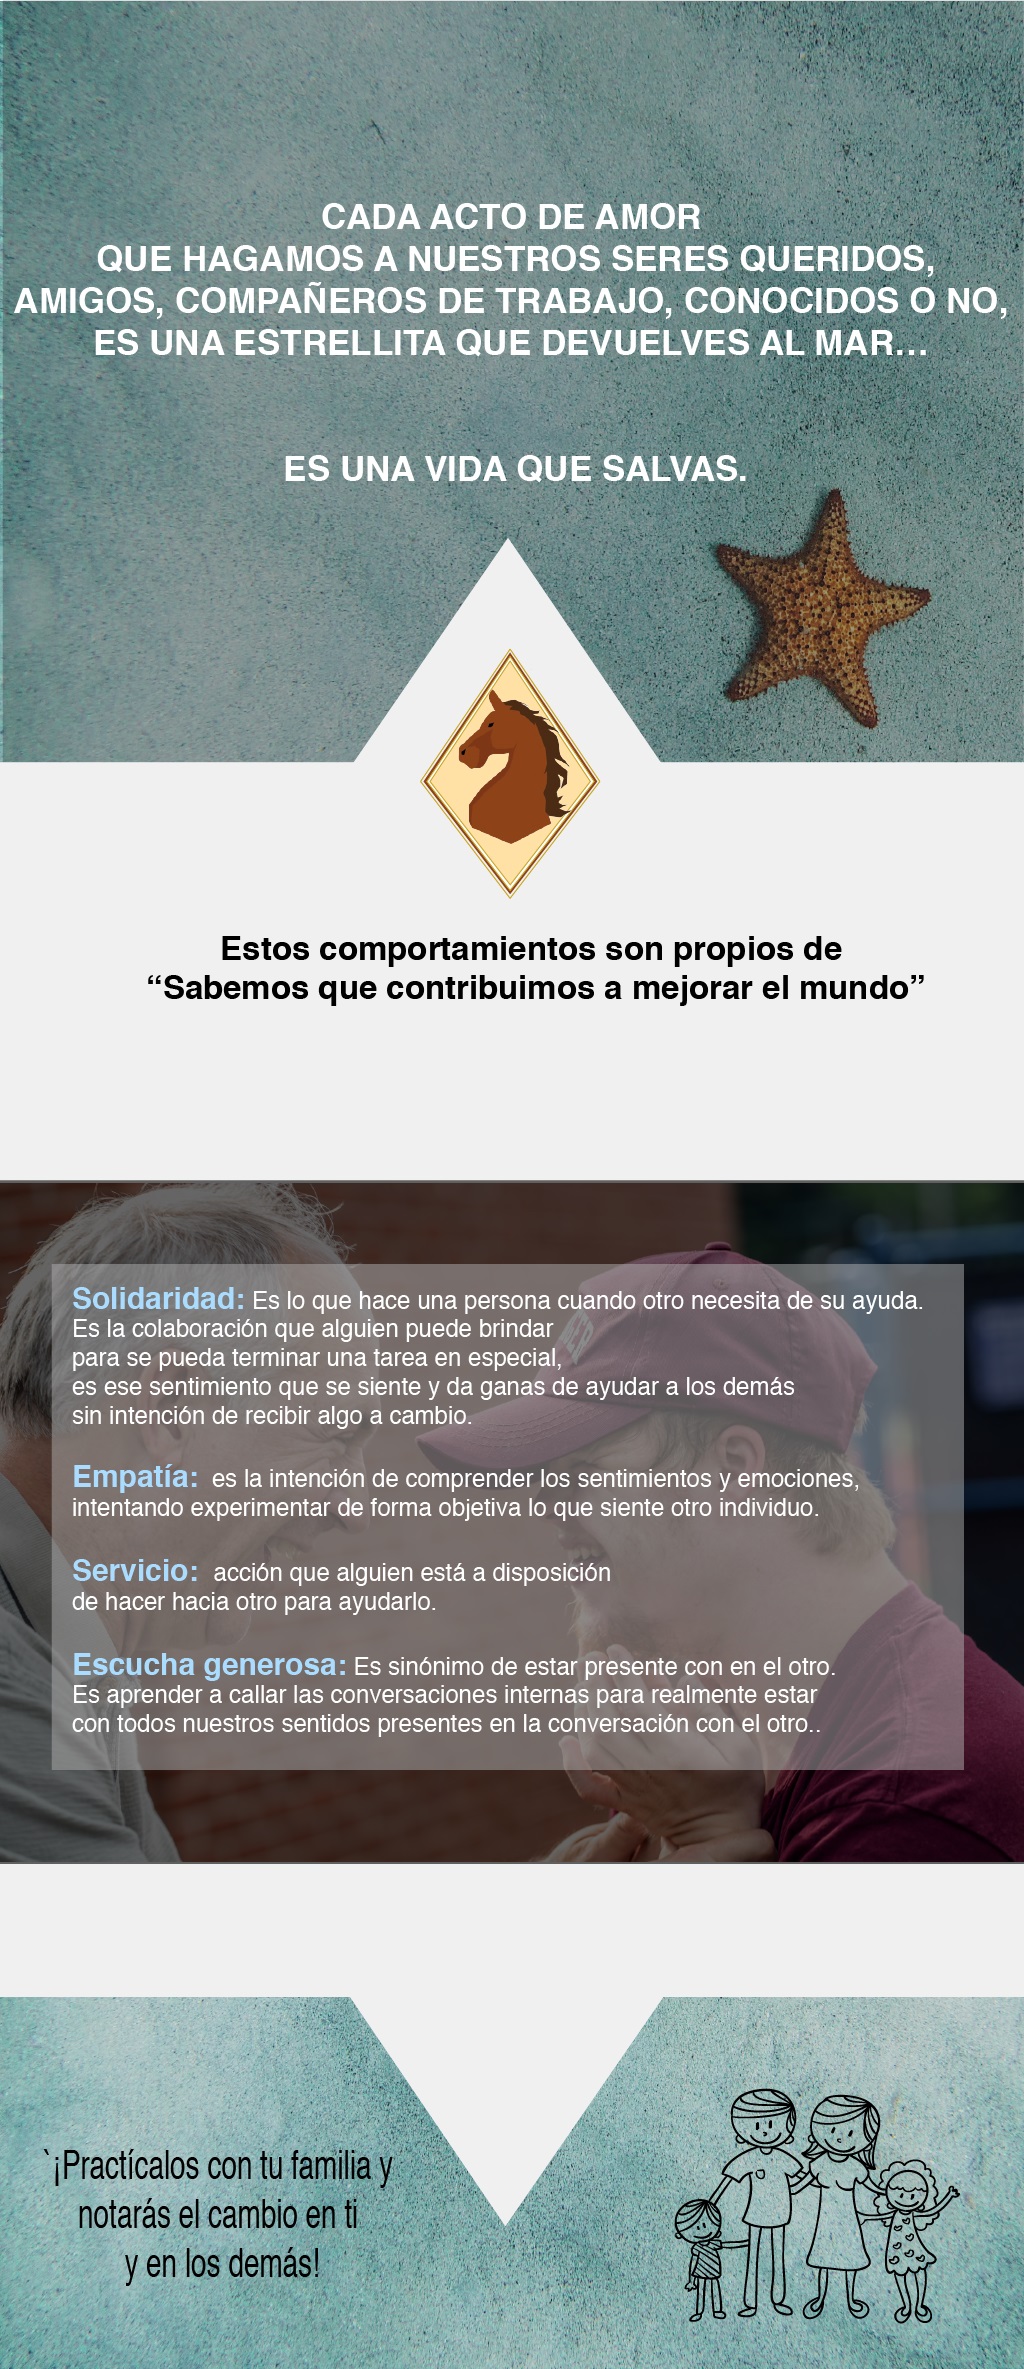 CADA ACTO DE AMOR
QUE HAGAMOS A NUESTROS SERES QUERIDOS,
AMIGOS, COMPAÑEROS DE TRABAJO, CONOCIDOS O NO,
ES UNA ESTRELLITA QUE DEVUELVES AL MAR...
ES UNA VIDA QUE SALVAS.
Estos comportamientos son propios de
“Sabemos que contribuimos a mejorar el mundo”
Solidaridad: Es lo que hace una persona cuando otro necesita de su ayuda.
Es la colaboración que alguien puede brindar
para se pueda terminar una tarea en especial,
es ese sentimiento que se siente y da ganas de ayudar a los demás
sin intención de recibir algo a cambio.
Empatía: es la intención de comprender los sentimientos y emociones,
intentando experimentar de forma objetiva lo que siente otro individuo.
Servicio: acción que alguien está a disposición
de hacer hacia otro para ayudarlo.
Escucha generosa: Es sinónimo de estar presente con en el otro.
Es aprender a callar las conversaciones internas para realmente estar
con todos nuestros sentidos presentes en la conversación con el otro..
`¡Practícalos con tu familia y
notarás el cambio en ti
y en los demás!